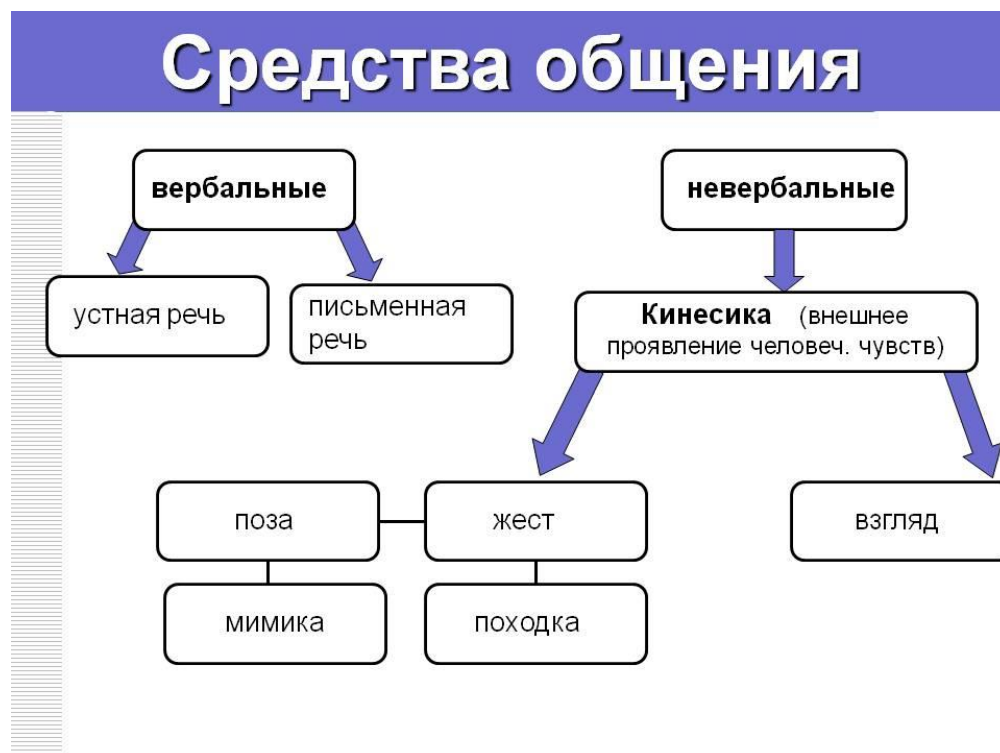 Средства общения
вербальные
невербальные
устная речь
письменная
речь
Кинесика (внешнее
проявление человеч. чувств)
поза
жест
взгляд
мимика
походка